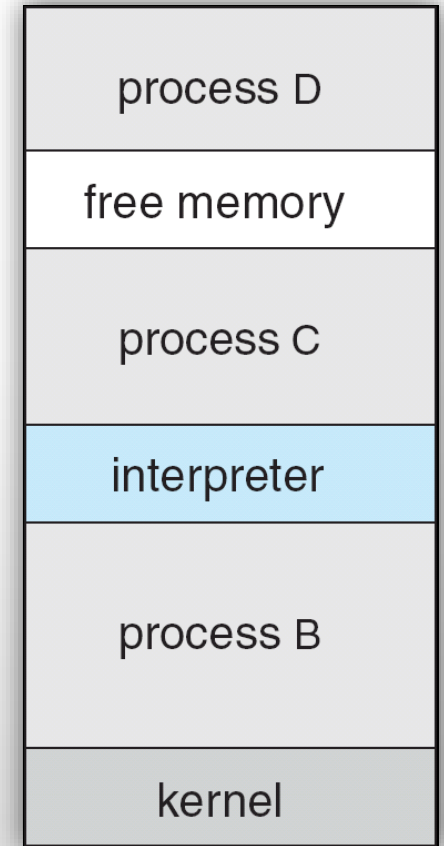 process D
free memory
process C
interpreter
process B
kernel